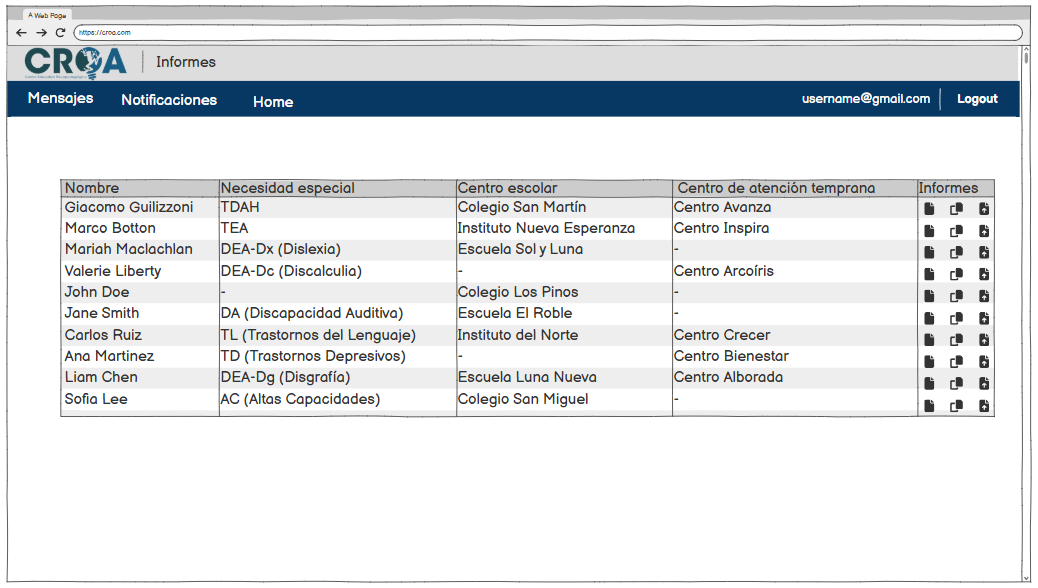 A Web Page
https://croa.com
CROA
Informes
Mensajes Notificaciones Home username@gmail.com Logout
Nombre Necesidad especial Centro escolar Centro de atención temprana Informes
Giacomo Guilizzoni TDAH Colegio San Martín Centro Avanza
Marco Botton TEA Instituto Nueva Esperanza Centro Inspira
Mariah Maclachlan DEA-Dx (Dislexia) Escuela Sol y Luna -
Valerie Liberty DEA-Dc (Discalculia) - Centro Arcoíris
John Doe - Colegio Los Pinos -
Jane Smith DA (Discapacidad Auditiva) Escuela El Roble -
Carlos Ruiz TL (Trastornos del Lenguaje) Instituto del Norte Centro Crecer
Ana Martinez TD (Trastornos Depresivos) - Centro Bienestar
Liam Chen DEA-Dg (Disgrafía) Escuela Luna Nueva Centro Alborada
Sofia Lee AC (Altas Capacidades) Colegio San Miguel -